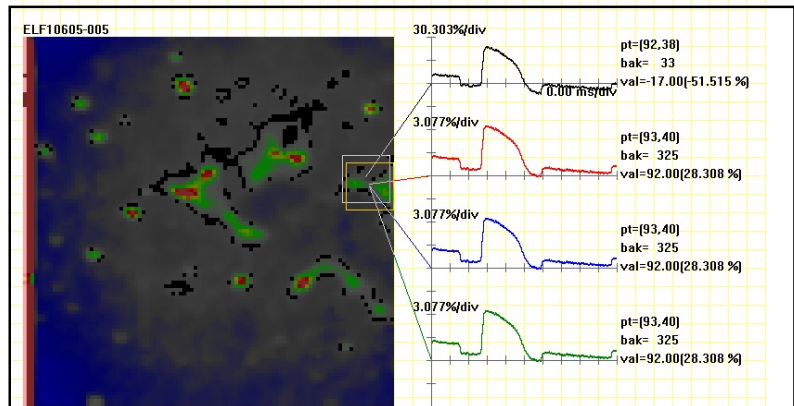 ELF10605-005
30.303%/div
pt=(92,38)
bak= 33
val=-17.00(-51.515 %)
0.00 ms/div
3.077%/div
pt=(93,40)
bak= 325
val=92.00(28.308 %)
3.077%/div
pt=(93,40)
bak= 325
val=92.00(28.308 %)
3.077%/div
pt=(93,40)
bak= 325
val=92.00(28.308 %)